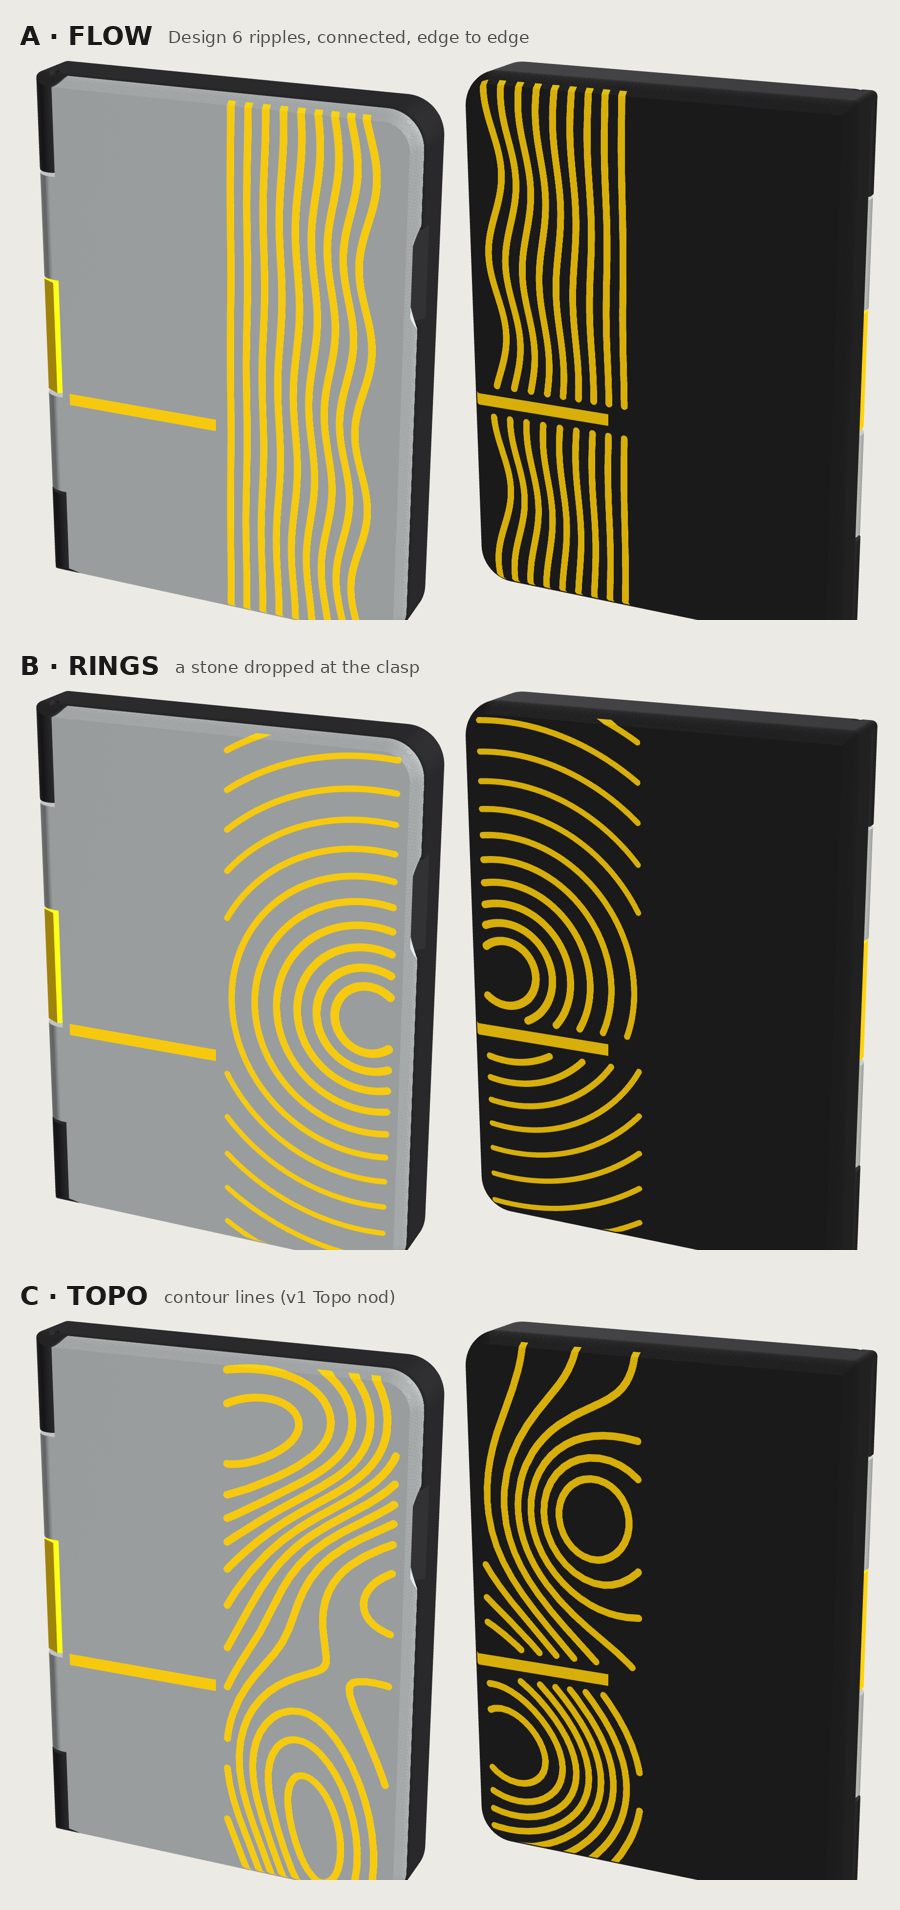 A · FLOW Design 6 ripples, connected, edge to edge
B · RINGS a stone dropped at the clasp
C · TOPO contour lines (v1 Topo nod)